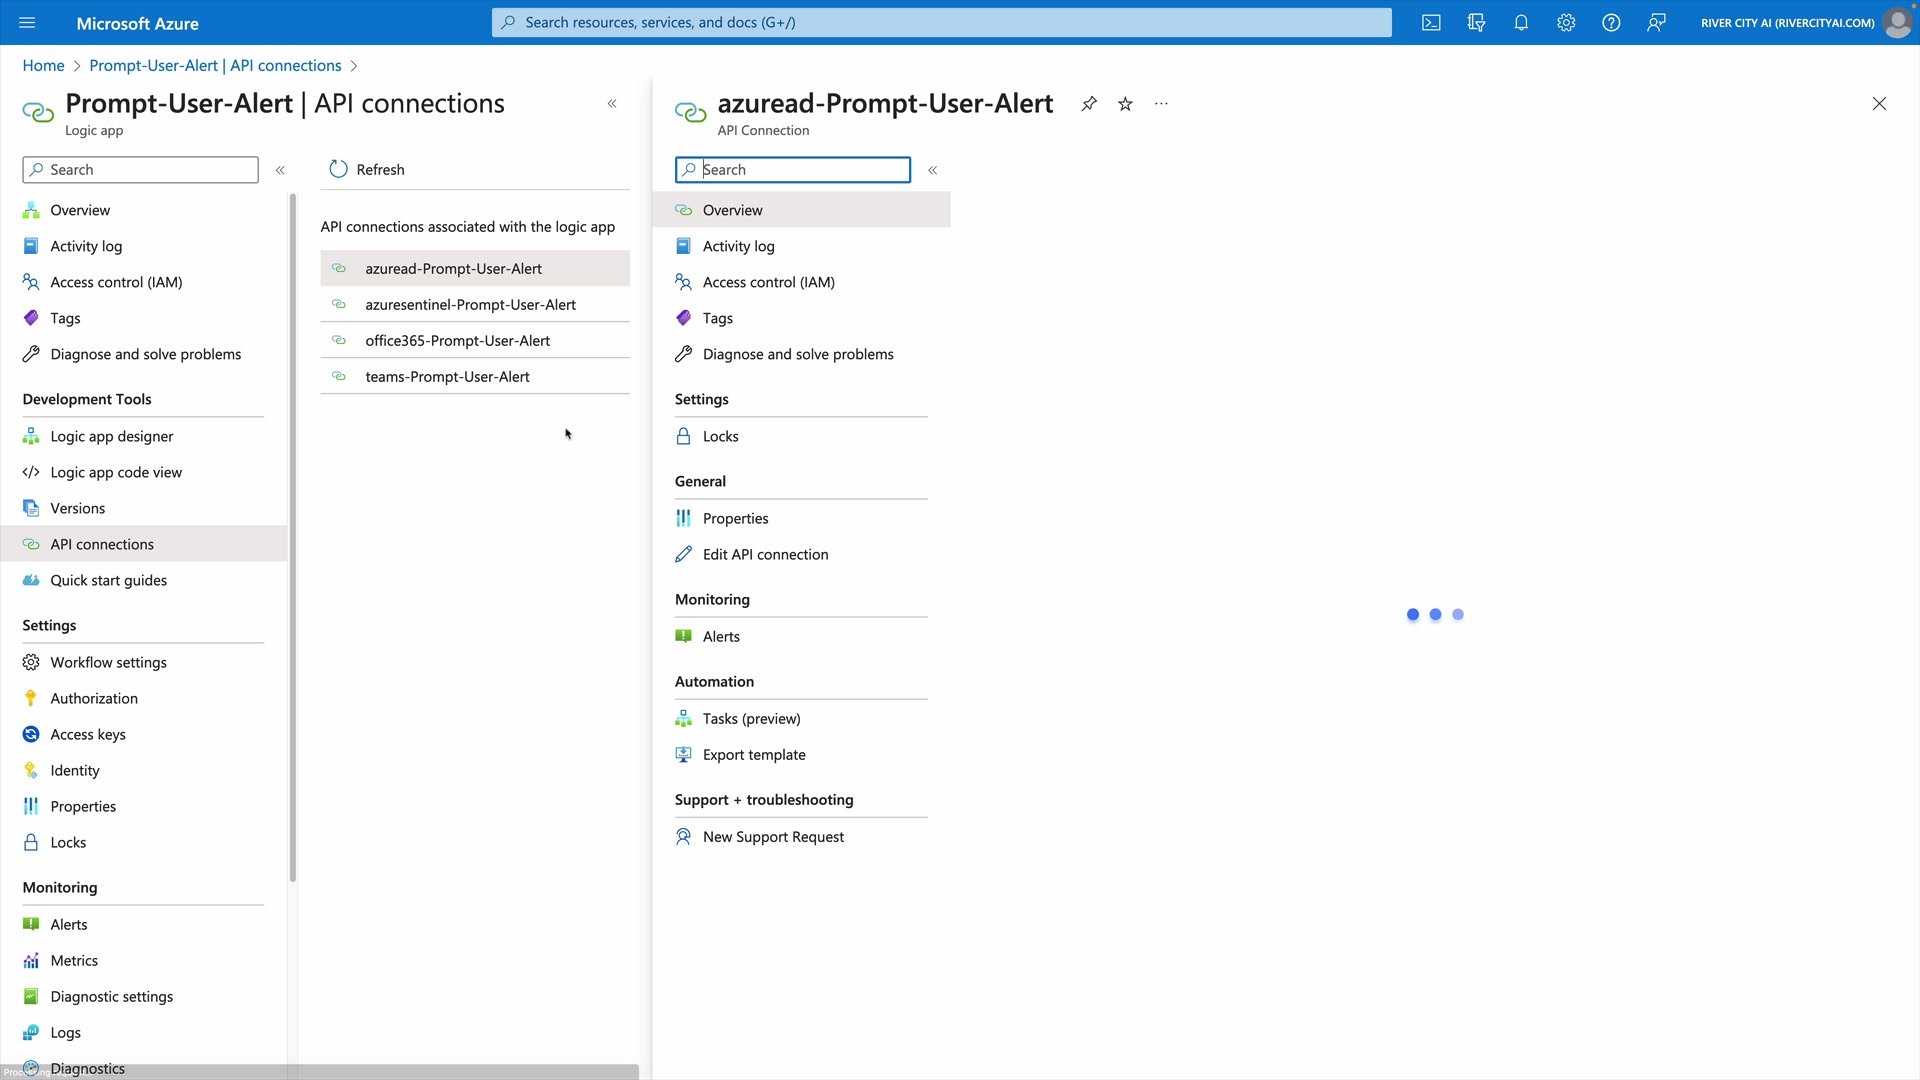 Microsoft Azure
Search resources, services, and docs (G+/)
RIVER CITY AI (RIVERCITYAI.COM)
Home > Prompt-User-Alert | API connections >
Prompt-User-Alert | API connections
Logic app
Search
Overview
Activity log
Access control (IAM)
Tags
Diagnose and solve problems
Development Tools
Logic app designer
Logic app code view
Versions
API connections
Quick start guides
Settings
Workflow settings
Authorization
Access keys
Identity
Properties
Locks
Monitoring
Alerts
Metrics
Diagnostic settings
Logs
Diagnostics
Refresh
API connections associated with the logic app
azuread-Prompt-User-Alert
azuresentinel-Prompt-User-Alert
office365-Prompt-User-Alert
teams-Prompt-User-Alert
azuread-Prompt-User-Alert
API Connection
Search
Overview
Activity log
Access control (IAM)
Tags
Diagnose and solve problems
Settings
Locks
General
Properties
Edit API connection
Monitoring
Alerts
Automation
Tasks (preview)
Export template
Support + troubleshooting
New Support Request